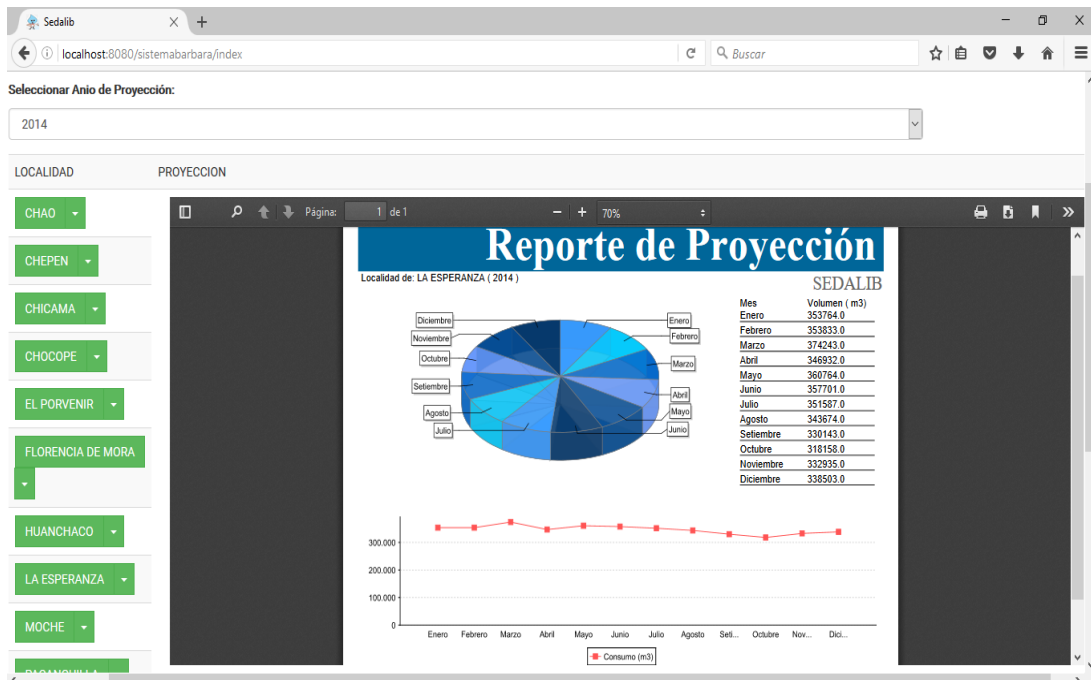 Sedalib
localhost:8080/sistemabarbara/index
Buscar
Seleccionar Anio de Proyección:
2014
LOCALIDAD PROYECCION
CHAO
CHEPEN
CHICAMA
CHOCOPE
EL PORVENIR
FLORENCIA DE MORA
HUANCHACO
LA ESPERANZA
MOCHE
Página: 1 de 1
70%
Reporte de Proyección
Localidad de: LA ESPERANZA ( 2014 )
SEDALIB
Diciembre
Noviembre
Octubre
Setiembre
Agosto
Julio
Enero
Febrero
Marzo
Abril
Mayo
Junio
Mes Volumen ( m3)
Enero 353764.0
Febrero 353833.0
Marzo 374243.0
Abril 346932.0
Mayo 360764.0
Junio 357701.0
Julio 351587.0
Agosto 343674.0
Setiembre 330143.0
Octubre 318158.0
Noviembre 332935.0
Diciembre 338503.0
300.000
200.000
100.000
0
Enero Febrero Marzo Abril Mayo Junio Julio Agosto Seti... Octubre Nov... Dici...
Consumo (m3)